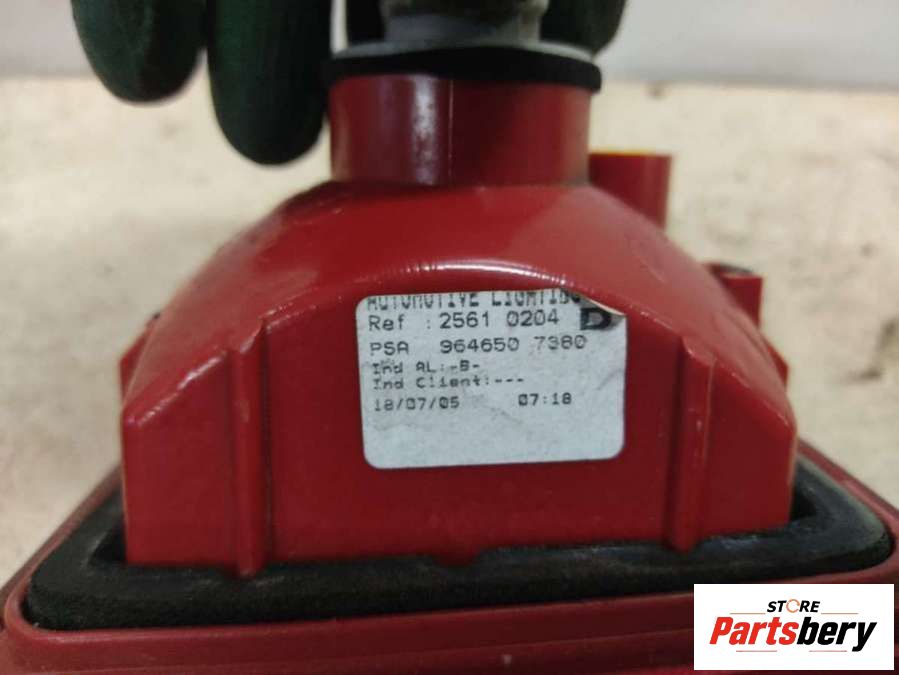 AUTOMOTIVE LIGHTING
Ref : 2561 0204 D
PSA 964650 7380
Ind AL:-B-
Ind Client:---
18/07/05 07:18
STORE
Partsbery